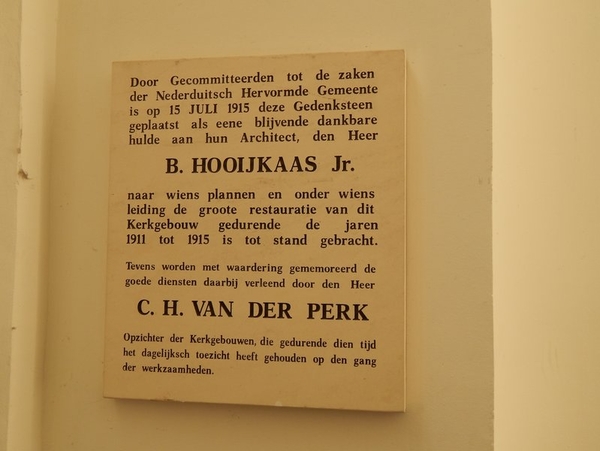 Door Gecommitteerden tot de zaken
der Nederduitsch Hervormde Gemeente
is op 15 JULI 1915 deze Gedenksteen
geplaatst als eene blijvende dankbare
hulde aan hun Architect, den Heer
B. HOOIJKAAS Jr.
naar wiens plannen en onder wiens
leiding de groote restauratie van dit
Kerkgebouw gedurende de jaren
1911 tot 1915 is tot stand gebracht.
Tevens worden met waardering gememoreerd de
goede diensten daarbij verleend door den Heer
C. H. VAN DER PERK
Opzichter der Kerkgebouwen, die gedurende dien tijd
het dagelijksch toezicht heeft gehouden op den gang
der werkzaamheden.